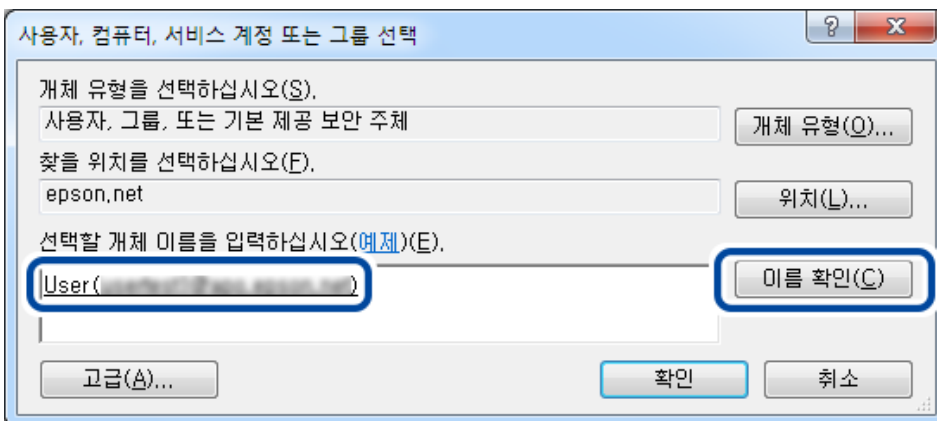 사용자, 컴퓨터, 서비스 계정 또는 그룹 선택
개체 유형을 선택하십시오(S).
사용자, 그룹, 또는 기본 제공 보안 주체
개체 유형(O)...
찾을 위치를 선택하십시오(F).
epson.net
위치(L)...
선택할 개체 이름을 입력하십시오(예제)(E).
User(
)
이름 확인(C)
고급(A)...
확인
취소